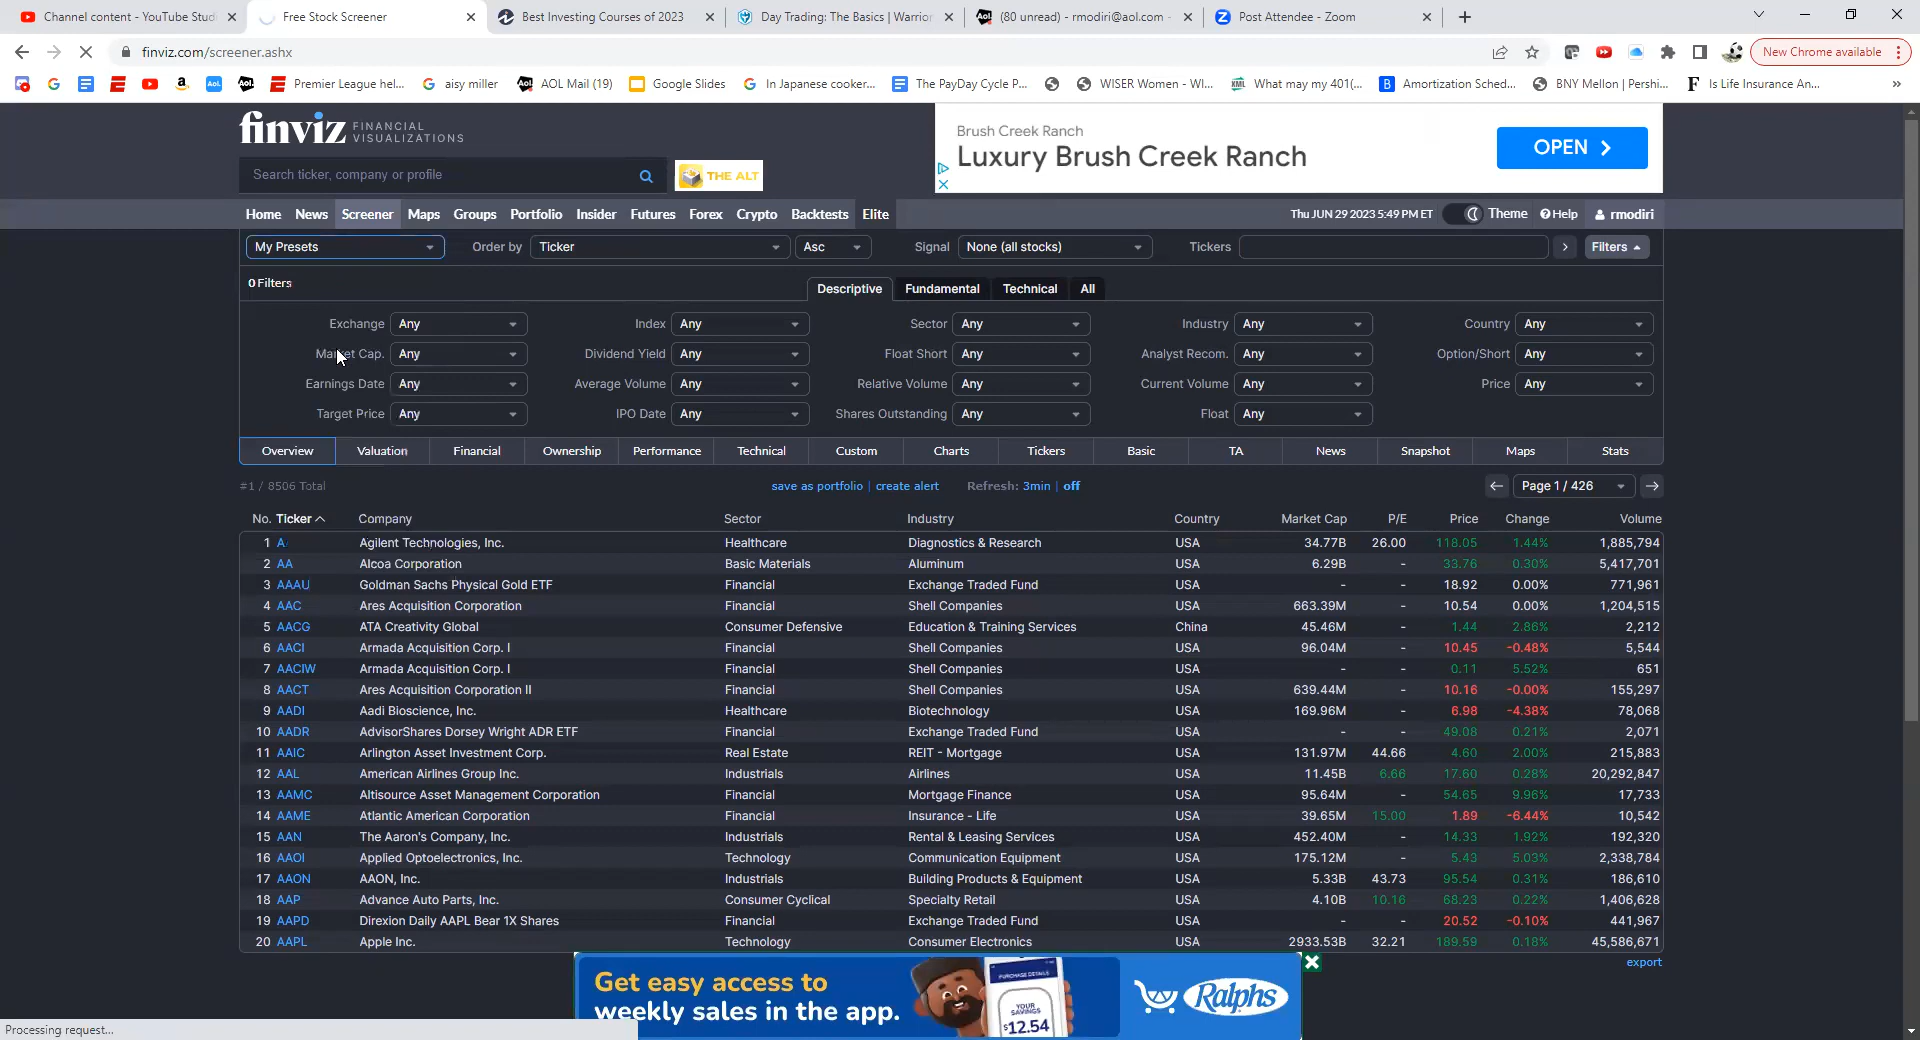 Channel content - YouTube Stud
Free Stock Screener
Best Investing Courses of 2023
Day Trading: The Basics | Warrior
(80 unread) - rmodiri@aol.com -
Post Attendee - Zoom
finviz.com/screener.ashx
New Chrome available
Premier League hel...
aisy miller
AOL Mail (19)
Google Slides
In Japanese cooker...
The PayDay Cycle P...
WISER Women - WI...
What may my 401(...
Amortization Sched...
BNY Mellon | Pershi...
Is Life Insurance An...
finviz FINANCIAL VISUALIZATIONS
Brush Creek Ranch
Luxury Brush Creek Ranch
OPEN
Search ticker, company or profile
THE ALT
Home News Screener Maps Groups Portfolio Insider Futures Forex Crypto Backtests Elite
Thu JUN 29 2023 5:49 PM ET Theme Help rmodiri
My Presets Order by Ticker Asc Signal None (all stocks) Tickers Filters
0 Filters
Descriptive Fundamental Technical All
Exchange Any Index Any Sector Any Industry Any Country Any
Market Cap. Any Dividend Yield Any Float Short Any Analyst Recom. Any Option/Short Any
Earnings Date Any Average Volume Any Relative Volume Any Current Volume Any Price Any
Target Price Any IPO Date Any Shares Outstanding Any Float Any
Overview Valuation Financial Ownership Performance Technical Custom Charts Tickers Basic TA News Snapshot Maps Stats
#1 / 8506 Total save as portfolio | create alert Refresh: 3min | off Page 1 / 426
No. Ticker Company Sector Industry Country Market Cap P/E Price Change Volume
1 A Agilent Technologies, Inc. Healthcare Diagnostics & Research USA 34.77B 26.00 118.05 1.44% 1,885,794
2 AA Alcoa Corporation Basic Materials Aluminum USA 6.29B - 33.76 0.30% 5,417,701
3 AAAU Goldman Sachs Physical Gold ETF Financial Exchange Traded Fund USA - - 18.92 0.00% 771,961
4 AAC Ares Acquisition Corporation Financial Shell Companies USA 663.39M - 10.54 0.00% 1,204,515
5 AACG ATA Creativity Global Consumer Defensive Education & Training Services China 45.46M - 1.44 2.86% 2,212
6 AACI Armada Acquisition Corp. I Financial Shell Companies USA 96.04M - 10.45 -0.48% 5,544
7 AACIW Armada Acquisition Corp. I Financial Shell Companies USA - - 0.11 5.52% 651
8 AACT Ares Acquisition Corporation II Financial Shell Companies USA 639.44M - 10.16 -0.00% 155,297
9 AADI Aadi Bioscience, Inc. Healthcare Biotechnology USA 169.96M - 6.98 -4.38% 78,068
10 AADR AdvisorShares Dorsey Wright ADR ETF Financial Exchange Traded Fund USA - - 49.08 0.21% 2,071
11 AAIC Arlington Asset Investment Corp. Real Estate REIT - Mortgage USA 131.97M 44.66 4.60 2.00% 215,883
12 AAL American Airlines Group Inc. Industrials Airlines USA 11.45B 6.66 17.60 0.28% 20,292,847
13 AAMC Altisource Asset Management Corporation Financial Mortgage Finance USA 95.64M - 54.65 9.96% 17,733
14 AAME Atlantic American Corporation Financial Insurance - Life USA 39.65M 15.00 1.89 -6.44% 10,542
15 AAN The Aaron's Company, Inc. Industrials Rental & Leasing Services USA 452.40M - 14.33 1.92% 192,320
16 AAOI Applied Optoelectronics, Inc. Technology Communication Equipment USA 175.12M - 5.43 5.03% 2,338,784
17 AAON AAON, Inc. Industrials Building Products & Equipment USA 5.33B 43.73 95.54 0.31% 186,610
18 AAP Advance Auto Parts, Inc. Consumer Cyclical Specialty Retail USA 4.10B 10.16 68.23 0.22% 1,406,628
19 AAPD Direxion Daily AAPL Bear 1X Shares Financial Exchange Traded Fund USA - - 20.52 -0.10% 441,967
20 AAPL Apple Inc. Technology Consumer Electronics USA 2933.53B 32.21 189.59 0.18% 45,586,671
export
Get easy access to
weekly sales in the app.
PURCHASE DETAILS
YOUR
SAVINGS
$12.54
Ralphs
Processing request...